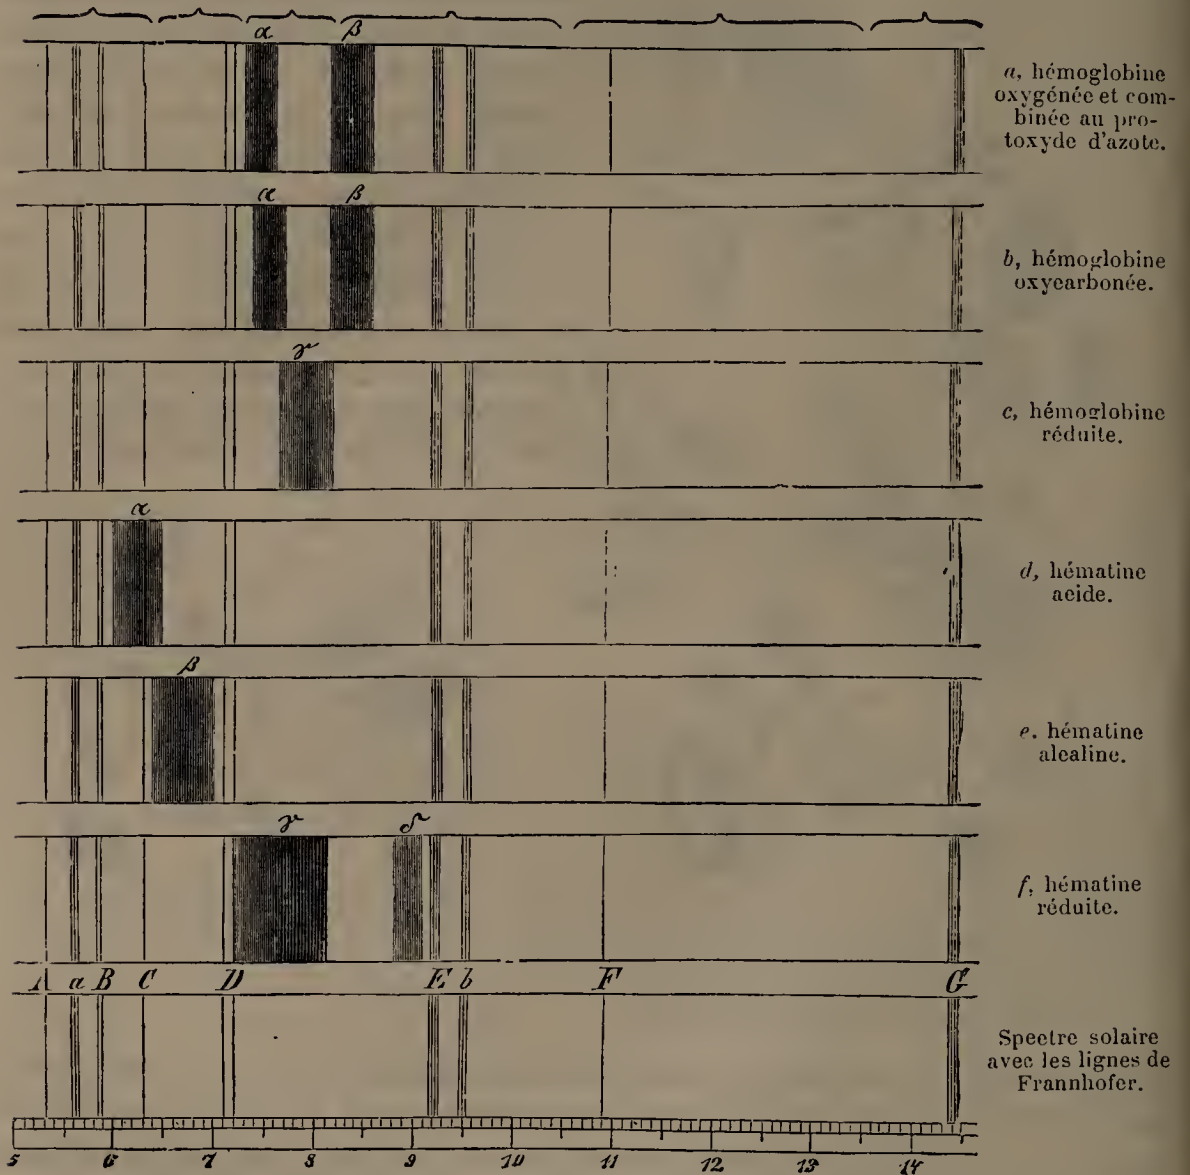 α β
a, hémoglobine
oxygénée et com-
binée au pro-
toxyde d'azote.
α β
b, hémoglobine
oxycarbonée.
γ
c, hémoglobine
réduite.
α
d, hématine
acide.
β
e. hématine
alcaline.
γ δ
f, hématine
réduite.
A a B C D E b F G
Spectre solaire
avec les lignes de
Frannhofer.
5 6 7 8 9 10 11 12 13 14